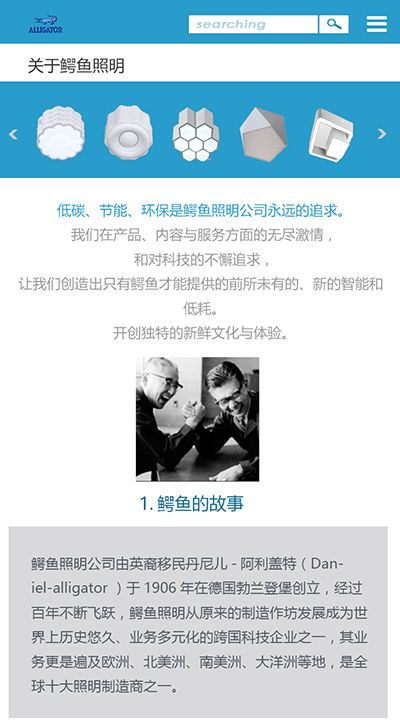 ALLIGATOR
searching
关于鳄鱼照明
低碳、节能、环保是鳄鱼照明公司永远的追求。
我们在产品、内容与服务方面的无尽激情，
和对科技的不懈追求，
让我们创造出只有鳄鱼才能提供的前所未有的、新的智能和
低耗。
开创独特的新鲜文化与体验。
1. 鳄鱼的故事
鳄鱼照明公司由英裔移民丹尼儿 - 阿利盖特（Dan-
iel-alligator ）于 1906 年在德国勃兰登堡创立，经过
百年不断飞跃，鳄鱼照明从原来的制造作坊发展成为世
界上历史悠久、业务多元化的跨国科技企业之一，其业
务更是遍及欧洲、北美洲、南美洲、大洋洲等地，是全
球十大照明制造商之一。